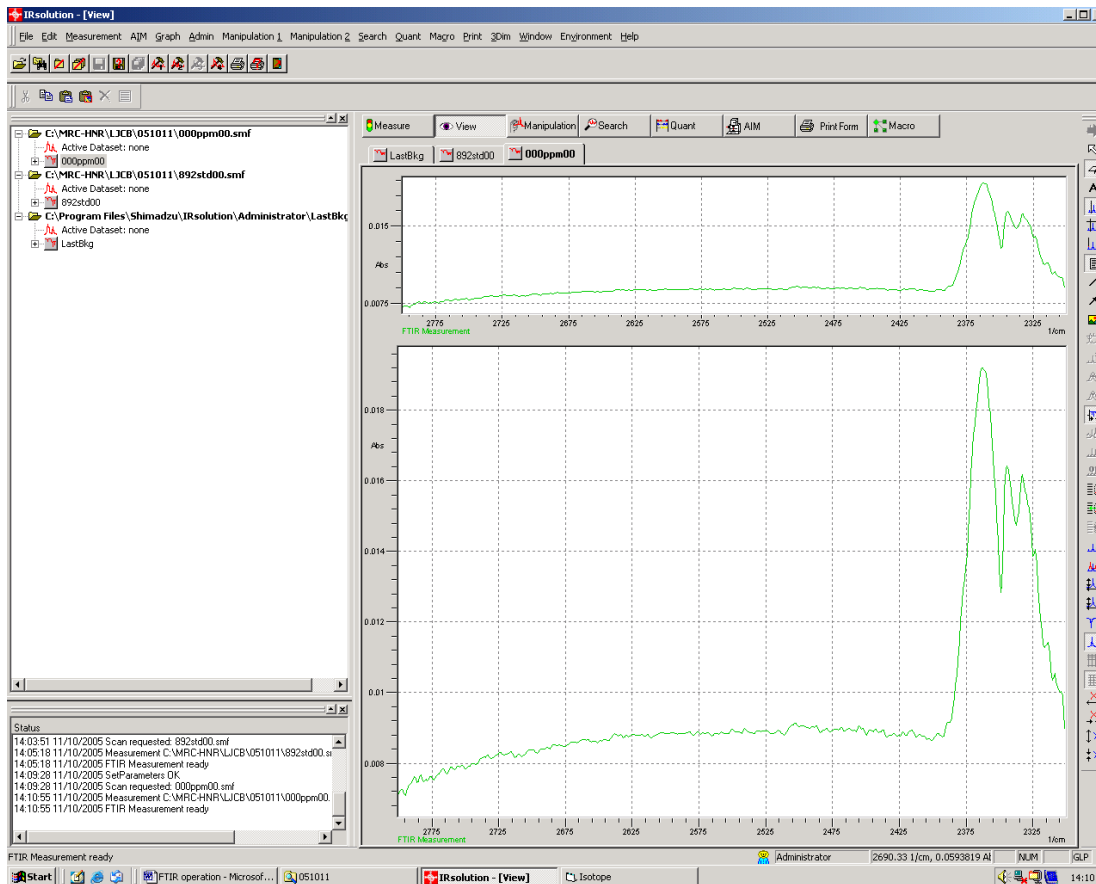 IRsolution - [View]
File Edit Measurement AIM Graph Admin Manipulation 1 Manipulation 2 Search Quant Macro Print 3Dim Window Environment Help
C:\MRC-HNR\LJCB\051011\000ppm00.smf
Active Dataset: none
000ppm00
C:\MRC-HNR\LJCB\051011\892std00.smf
Active Dataset: none
892std00
C:\Program Files\Shimadzu\IRsolution\Administrator\LastBkg
Active Dataset: none
LastBkg
Measure View Manipulation Search Quant AIM Print Form Macro
LastBkg 892std00 000ppm00
0.015
Abs
0.0075
2775 2725 2675 2625 2575 2525 2475 2425 2375 2325
FTIR Measurement 1/cm
0.018
Abs
0.016
0.014
0.012
0.01
0.008
2775 2725 2675 2625 2575 2525 2475 2425 2375 2325
FTIR Measurement 1/cm
Status
14:03:51 11/10/2005 Scan requested: 892std00.smf
14:05:18 11/10/2005 Measurement C:\MRC-HNR\LJCB\051011\892std00.s
14:05:18 11/10/2005 FTIR Measurement ready
14:09:28 11/10/2005 SetParameters OK
14:09:28 11/10/2005 Scan requested: 000ppm00.smf
14:10:55 11/10/2005 Measurement C:\MRC-HNR\LJCB\051011\000ppm00.
14:10:55 11/10/2005 FTIR Measurement ready
FTIR Measurement ready Administrator 2690.33 1/cm, 0.0593819 Al NUM GLP
Start FTIR operation - Microsof... 051011 IRsolution - [View] Isotope 14:10